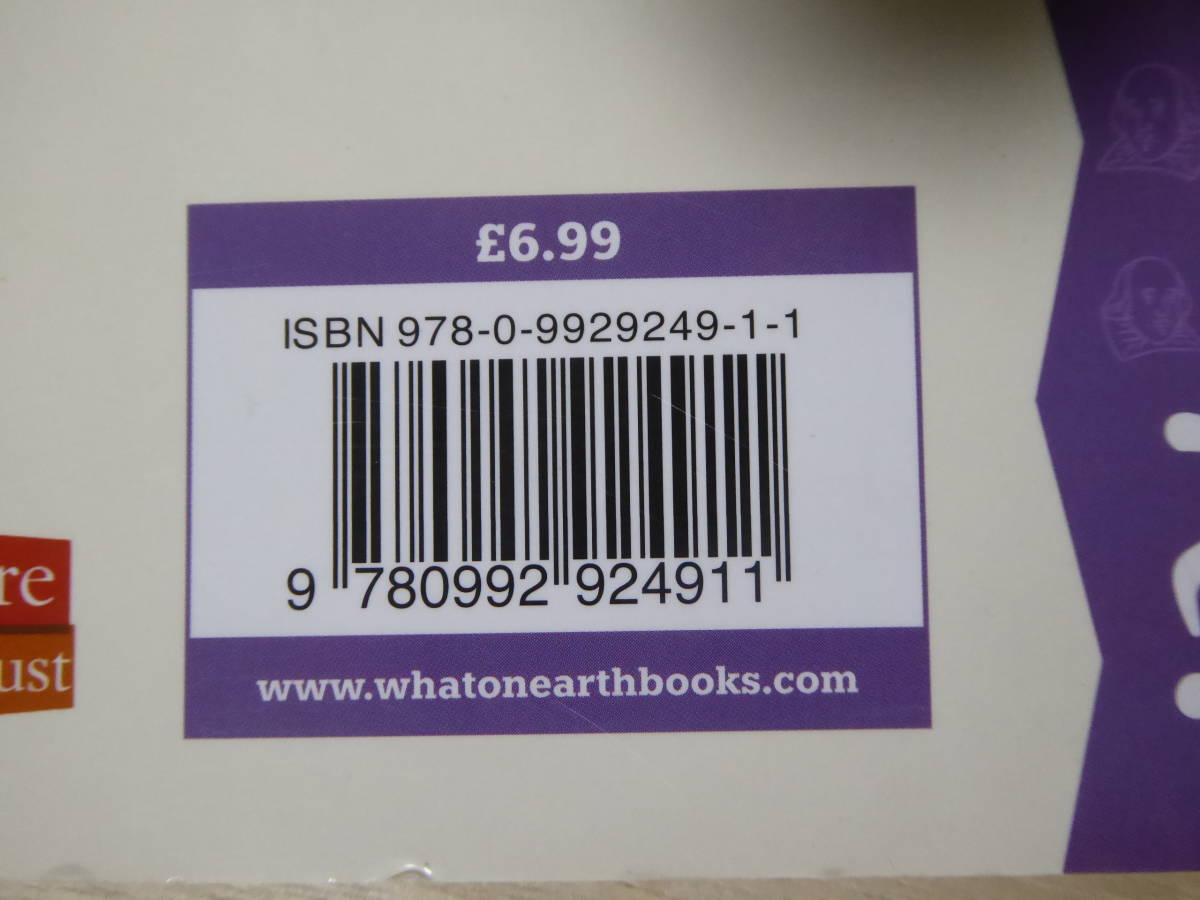 £6.99
ISBN 978-0-9929249-1-1
9 780992 924911
re
ust
www.whatonearthbooks.com